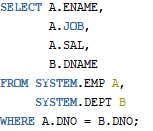 SELECT A.ENAME,
A.JOB,
A.SAL,
B.DNAME
FROM SYSTEM.EMP A,
SYSTEM.DEPT B
WHERE A.DNO = B.DNO;